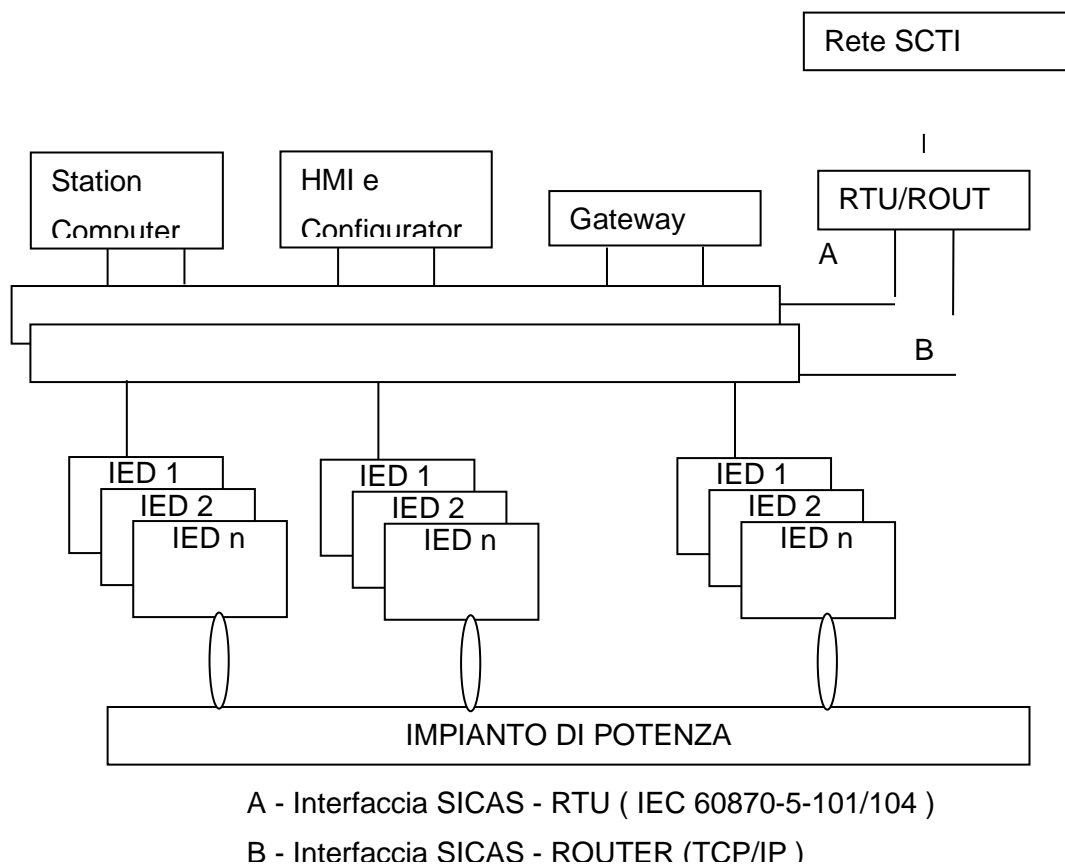 Rete SCTI
Station
Computer
HMI e
Configurator
Gateway
RTU/ROUT
A
B
IED 1
IED 2
IED n
IED 1
IED 2
IED n
IED 1
IED 2
IED n
IMPIANTO DI POTENZA
A - Interfaccia SICAS - RTU ( IEC 60870-5-101/104 )
B - Interfaccia SICAS - ROUTER (TCP/IP )